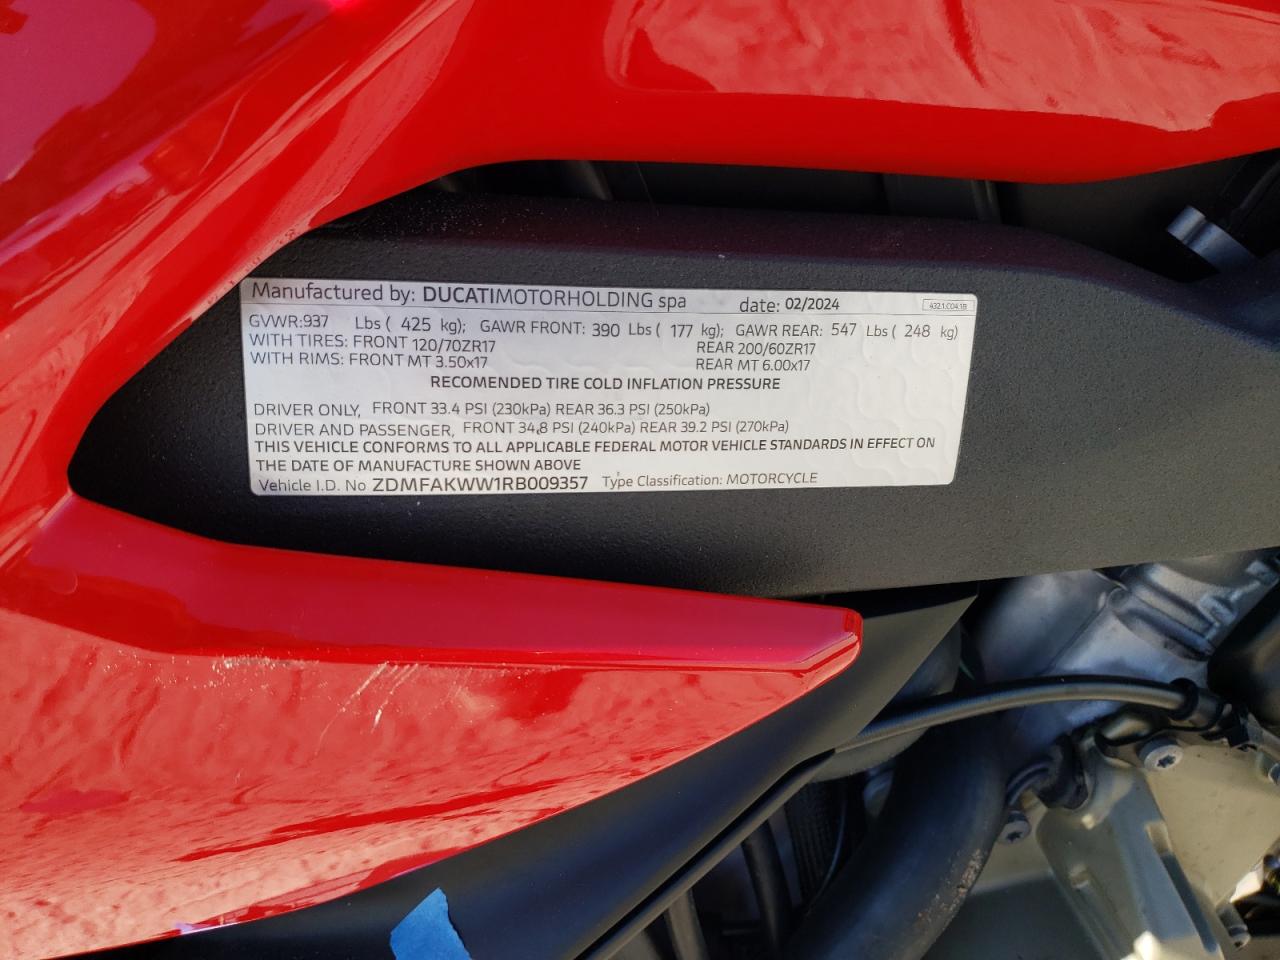 Manufactured by: DUCATIMOTORHOLDING spa date: 02/2024 432.1.C04.1B
GVWR:937 Lbs ( 425 kg); GAWR FRONT: 390 Lbs ( 177 kg); GAWR REAR: 547 Lbs ( 248 kg)
WITH TIRES: FRONT 120/70ZR17 REAR 200/60ZR17
WITH RIMS: FRONT MT 3.50x17 REAR MT 6.00x17
RECOMENDED TIRE COLD INFLATION PRESSURE
DRIVER ONLY, FRONT 33.4 PSI (230kPa) REAR 36.3 PSI (250kPa)
DRIVER AND PASSENGER, FRONT 34,8 PSI (240kPa) REAR 39.2 PSI (270kPa)
THIS VEHICLE CONFORMS TO ALL APPLICABLE FEDERAL MOTOR VEHICLE STANDARDS IN EFFECT ON
THE DATE OF MANUFACTURE SHOWN ABOVE
Vehicle I.D. No ZDMFAKWW1RB009357 Type Classification: MOTORCYCLE